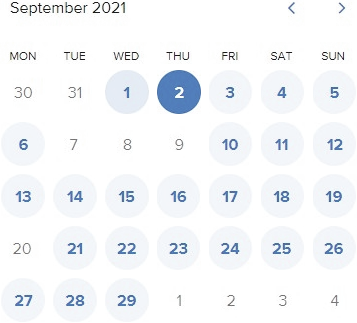 September 2021
MON TUE WED THU FRI SAT SUN
30 31 1 2 3 4 5
6 7 8 9 10 11 12
13 14 15 16 17 18 19
20 21 22 23 24 25 26
27 28 29 1 2 3 4